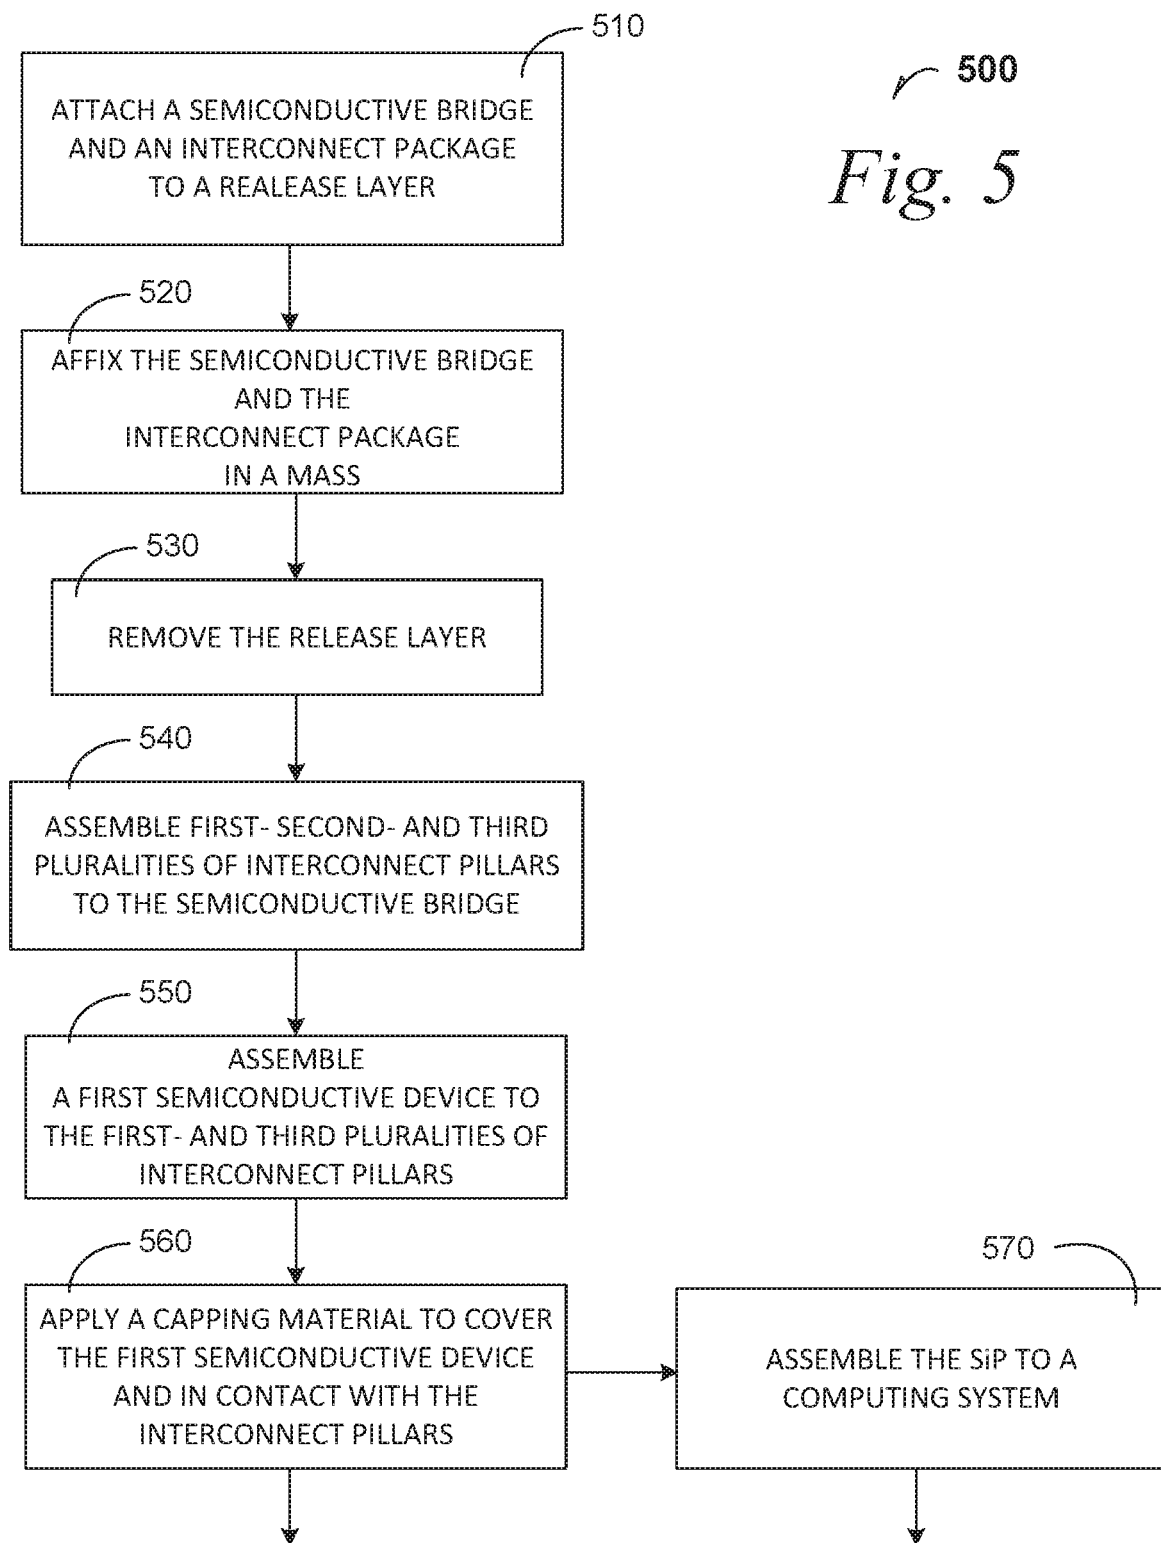 510
500
Fig. 5
ATTACH A SEMICONDUCTIVE BRIDGE
AND AN INTERCONNECT PACKAGE
TO A REALEASE LAYER
520
AFFIX THE SEMICONDUCTIVE BRIDGE
AND THE
INTERCONNECT PACKAGE
IN A MASS
530
REMOVE THE RELEASE LAYER
540
ASSEMBLE FIRST- SECOND- AND THIRD
PLURALITIES OF INTERCONNECT PILLARS
TO THE SEMICONDUCTIVE BRIDGE
550
ASSEMBLE
A FIRST SEMICONDUCTIVE DEVICE TO
THE FIRST- AND THIRD PLURALITIES OF
INTERCONNECT PILLARS
560
APPLY A CAPPING MATERIAL TO COVER
THE FIRST SEMICONDUCTIVE DEVICE
AND IN CONTACT WITH THE
INTERCONNECT PILLARS
570
ASSEMBLE THE SiP TO A
COMPUTING SYSTEM